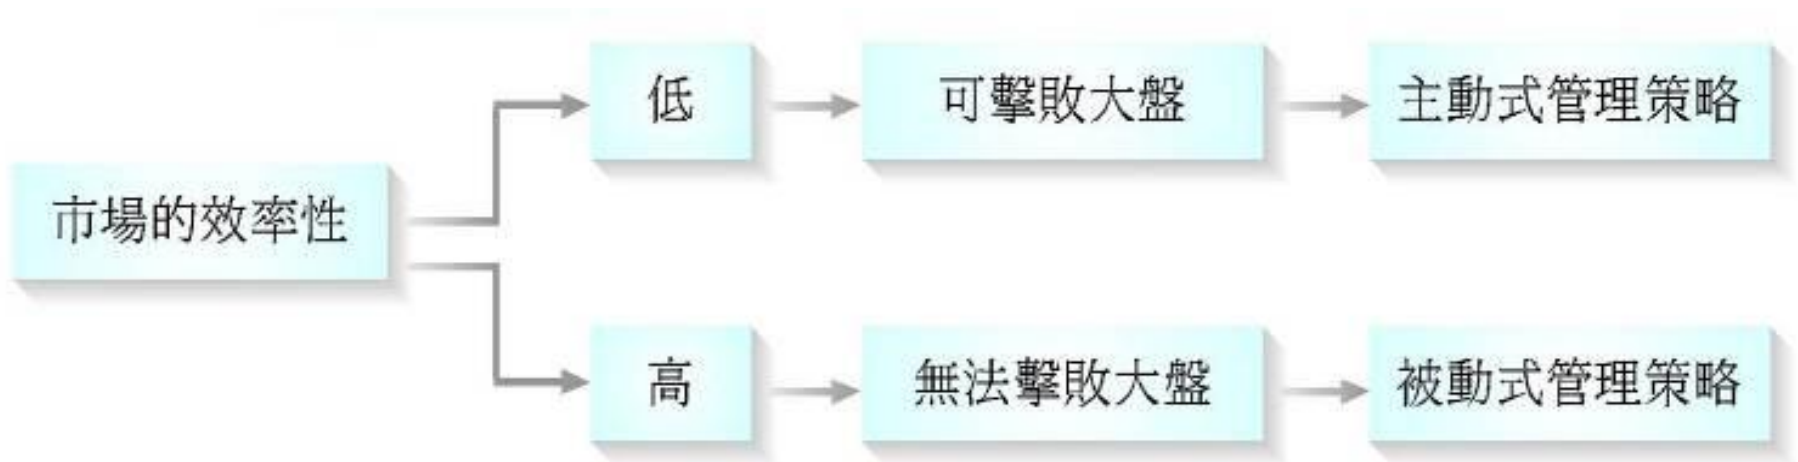 市場的效率性
低
可擊敗大盤
主動式管理策略
高
無法擊敗大盤
被動式管理策略